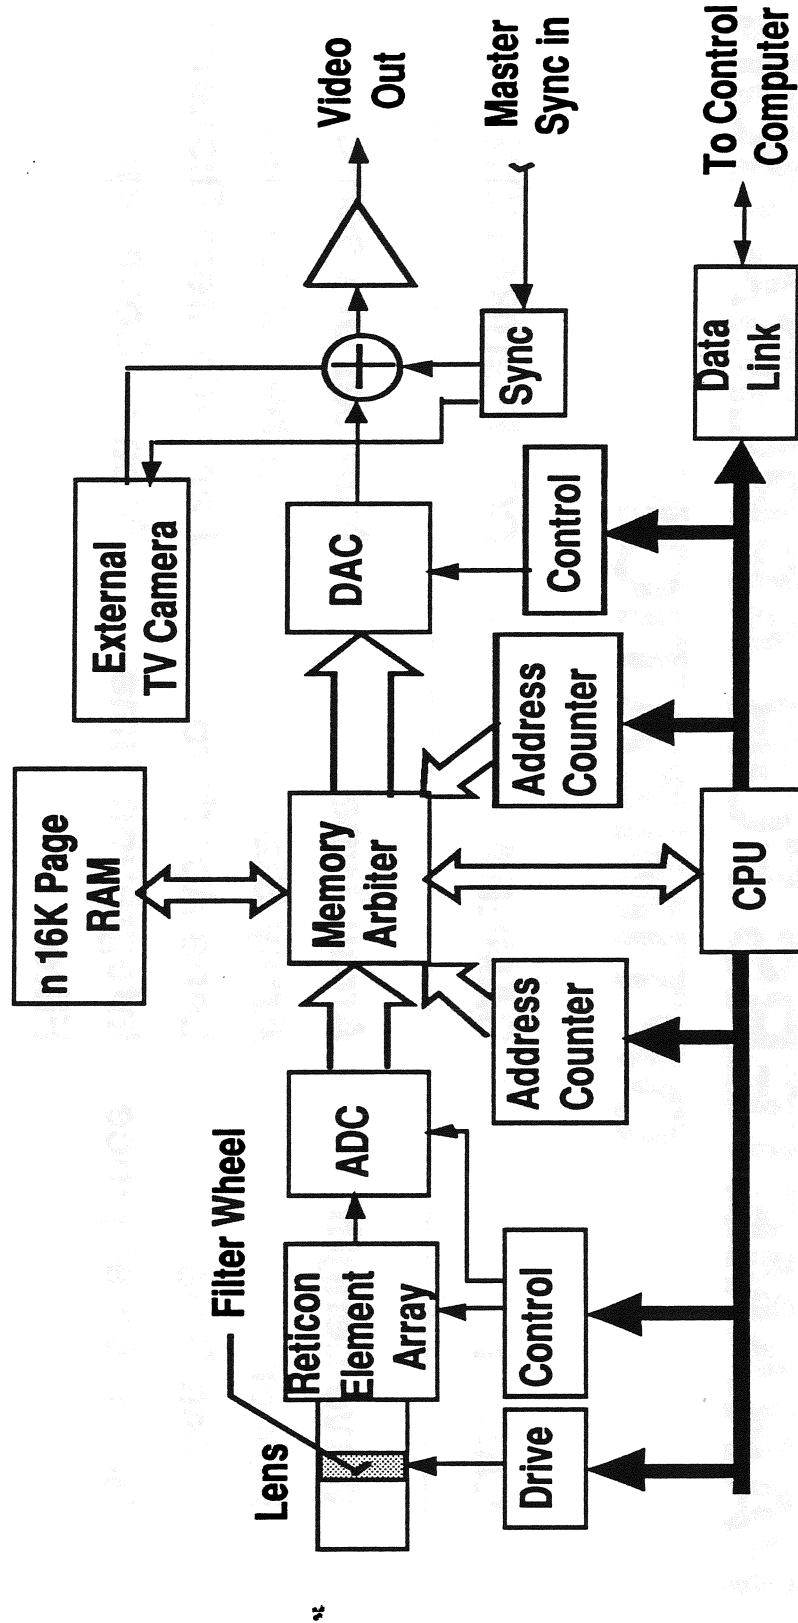 n 16K Page
RAM
External
TV Camera
Filter Wheel
Lens
Reticon
Element
Array
ADC
Memory
Arbiter
DAC
Video
Out
Drive
Control
Address
Counter
Address
Counter
Control
Sync
Master
Sync in
CPU
Data
Link
To Control
Computer